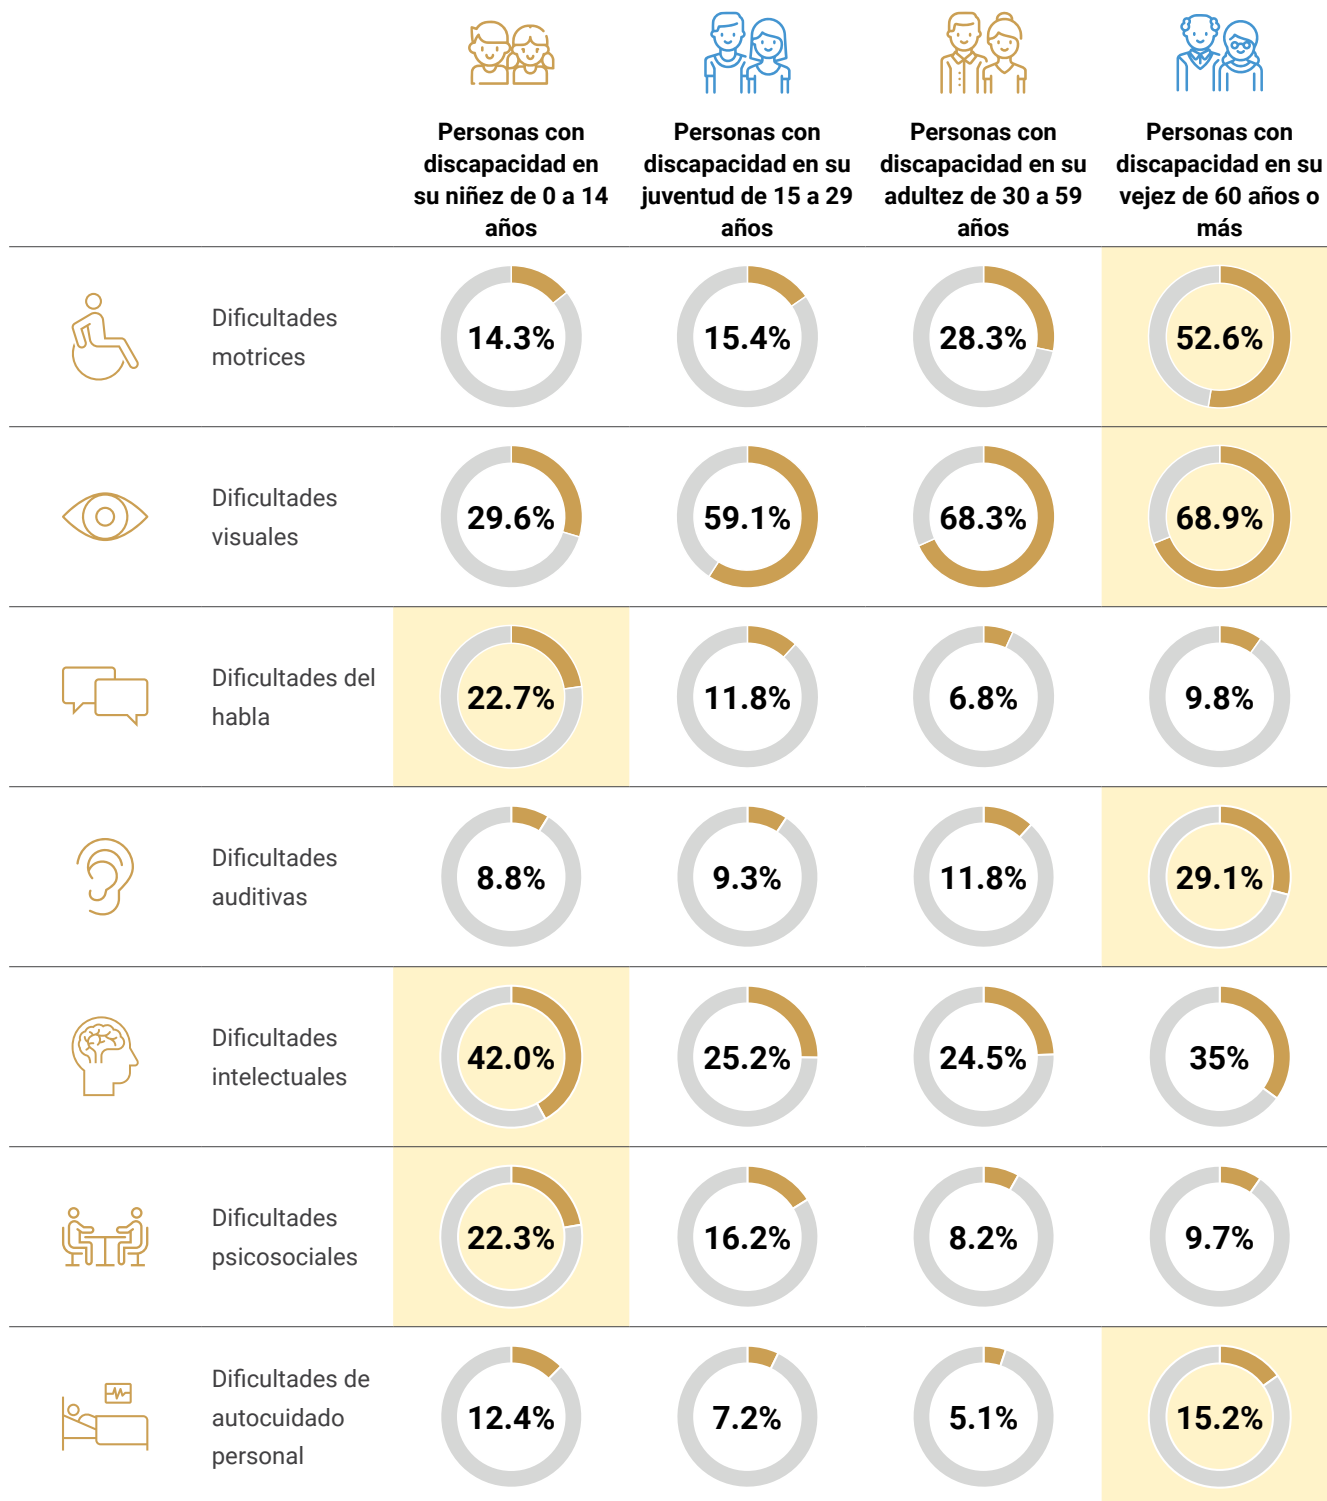 Personas con
discapacidad en
su niñez de 0 a 14
años
Personas con
discapacidad en su
juventud de 15 a 29
años
Personas con
discapacidad en su
adultez de 30 a 59
años
Personas con
discapacidad en su
vejez de 60 años o
más
Dificultades
motrices
14.3%
15.4%
28.3%
52.6%
Dificultades
visuales
29.6%
59.1%
68.3%
68.9%
Dificultades del
habla
22.7%
11.8%
6.8%
9.8%
Dificultades
auditivas
8.8%
9.3%
11.8%
29.1%
Dificultades
intelectuales
42.0%
25.2%
24.5%
35%
Dificultades
psicosociales
22.3%
16.2%
8.2%
9.7%
Dificultades de
autocuidado
personal
12.4%
7.2%
5.1%
15.2%